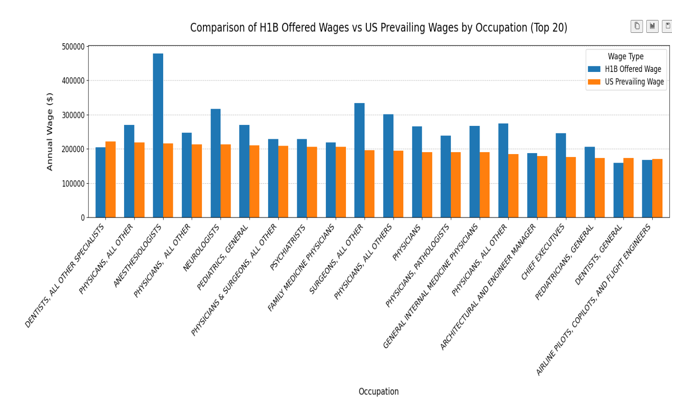 Comparison of H1B Offered Wages vs US Prevailing Wages by Occupation (Top 20)
Wage Type
H1B Offered Wage
US Prevailing Wage
Annual Wage ($)
500000
400000
300000
200000
100000
0
DENTISTS, ALL OTHER SPECIALISTS
PHYSICANS, ALL OTHER
ANESTHESIOLOGISTS
PHYSICIANS,  ALL OTHER
NEUROLOGISTS
PEDIATRICS, GENERAL
PHYSICIANS & SURGEONS, ALL OTHER
PSYCHIATRISTS
FAMILY MEDICINE PHYSICIANS
SURGEONS, ALL OTHER
PHYSICIANS, ALL OTHERS
PHYSICIANS
PHYSICIANS, PATHOLOGISTS
GENERAL INTERNAL MEDICINE PHYSICIANS
PHYSICIANS, ALL OTHER
ARCHITECTURAL AND ENGINEER MANAGER
CHIEF EXECUTIVES
PEDIATRICIANS, GENERAL
DENTISTS, GENERAL
AIRLINE PILOTS, COPILOTS, AND FLIGHT ENGINEERS
Occupation